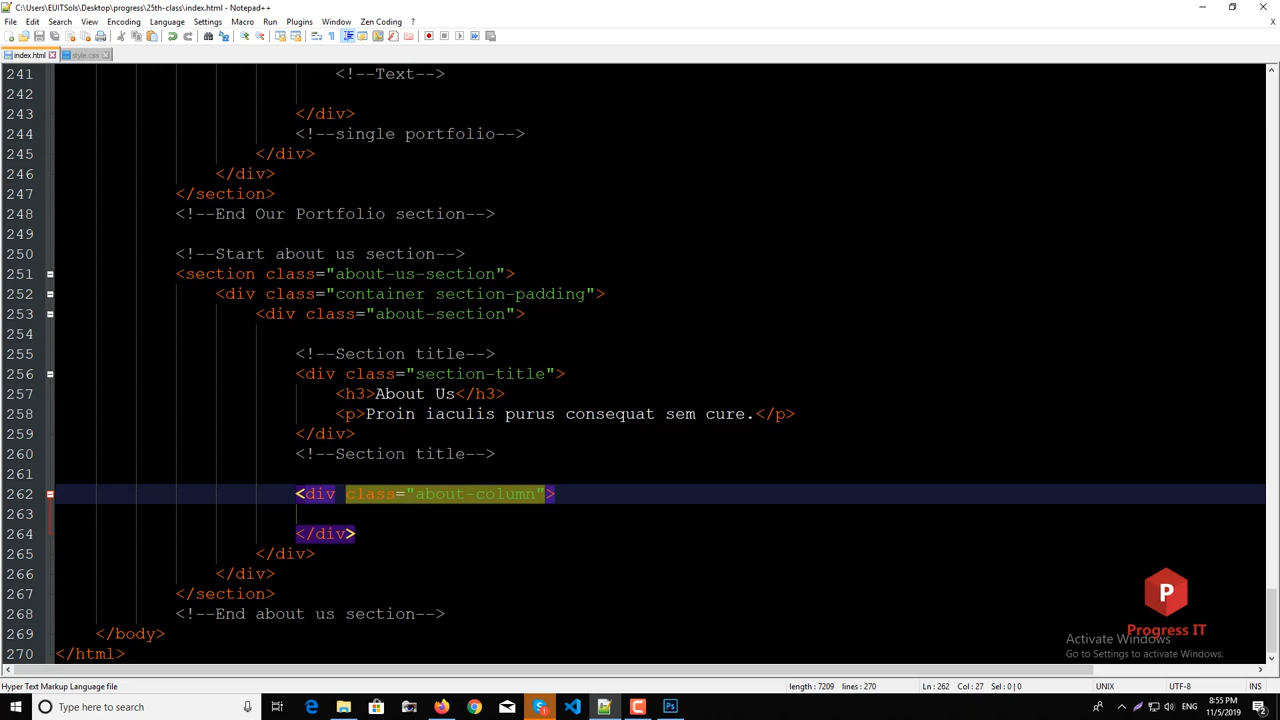 C:\Users\EUITSols\Desktop\progress\25th-class\index.html - Notepad++
File Edit Search View Encoding Language Settings Macro Run Plugins Window Zen Coding ?
index.html style.css
241 <!--Text-->
242
243 </div>
244 <!--single portfolio-->
245 </div>
246 </div>
247 </section>
248 <!--End Our Portfolio section-->
249
250 <!--Start about us section-->
251 <section class="about-us-section">
252 <div class="container section-padding">
253 <div class="about-section">
254
255 <!--Section title-->
256 <div class="section-title">
257 <h3>About Us</h3>
258 <p>Proin iaculis purus consequat sem cure.</p>
259 </div>
260 <!--Section title-->
261
262 <div class="about-column">
263
264 </div>
265 </div>
266 </div>
267 </section>
268 <!--End about us section-->
269 </body>
270 </html>
P
Progress IT
Activate Windows
Go to Settings to activate Windows.
Hyper Text Markup Language file length : 7209 lines : 270 Ln : 262 Col : 27 Sel : 0 | 0 UNIX UTF-8 INS
Type here to search
ENG
8:55 PM
11/5/2019